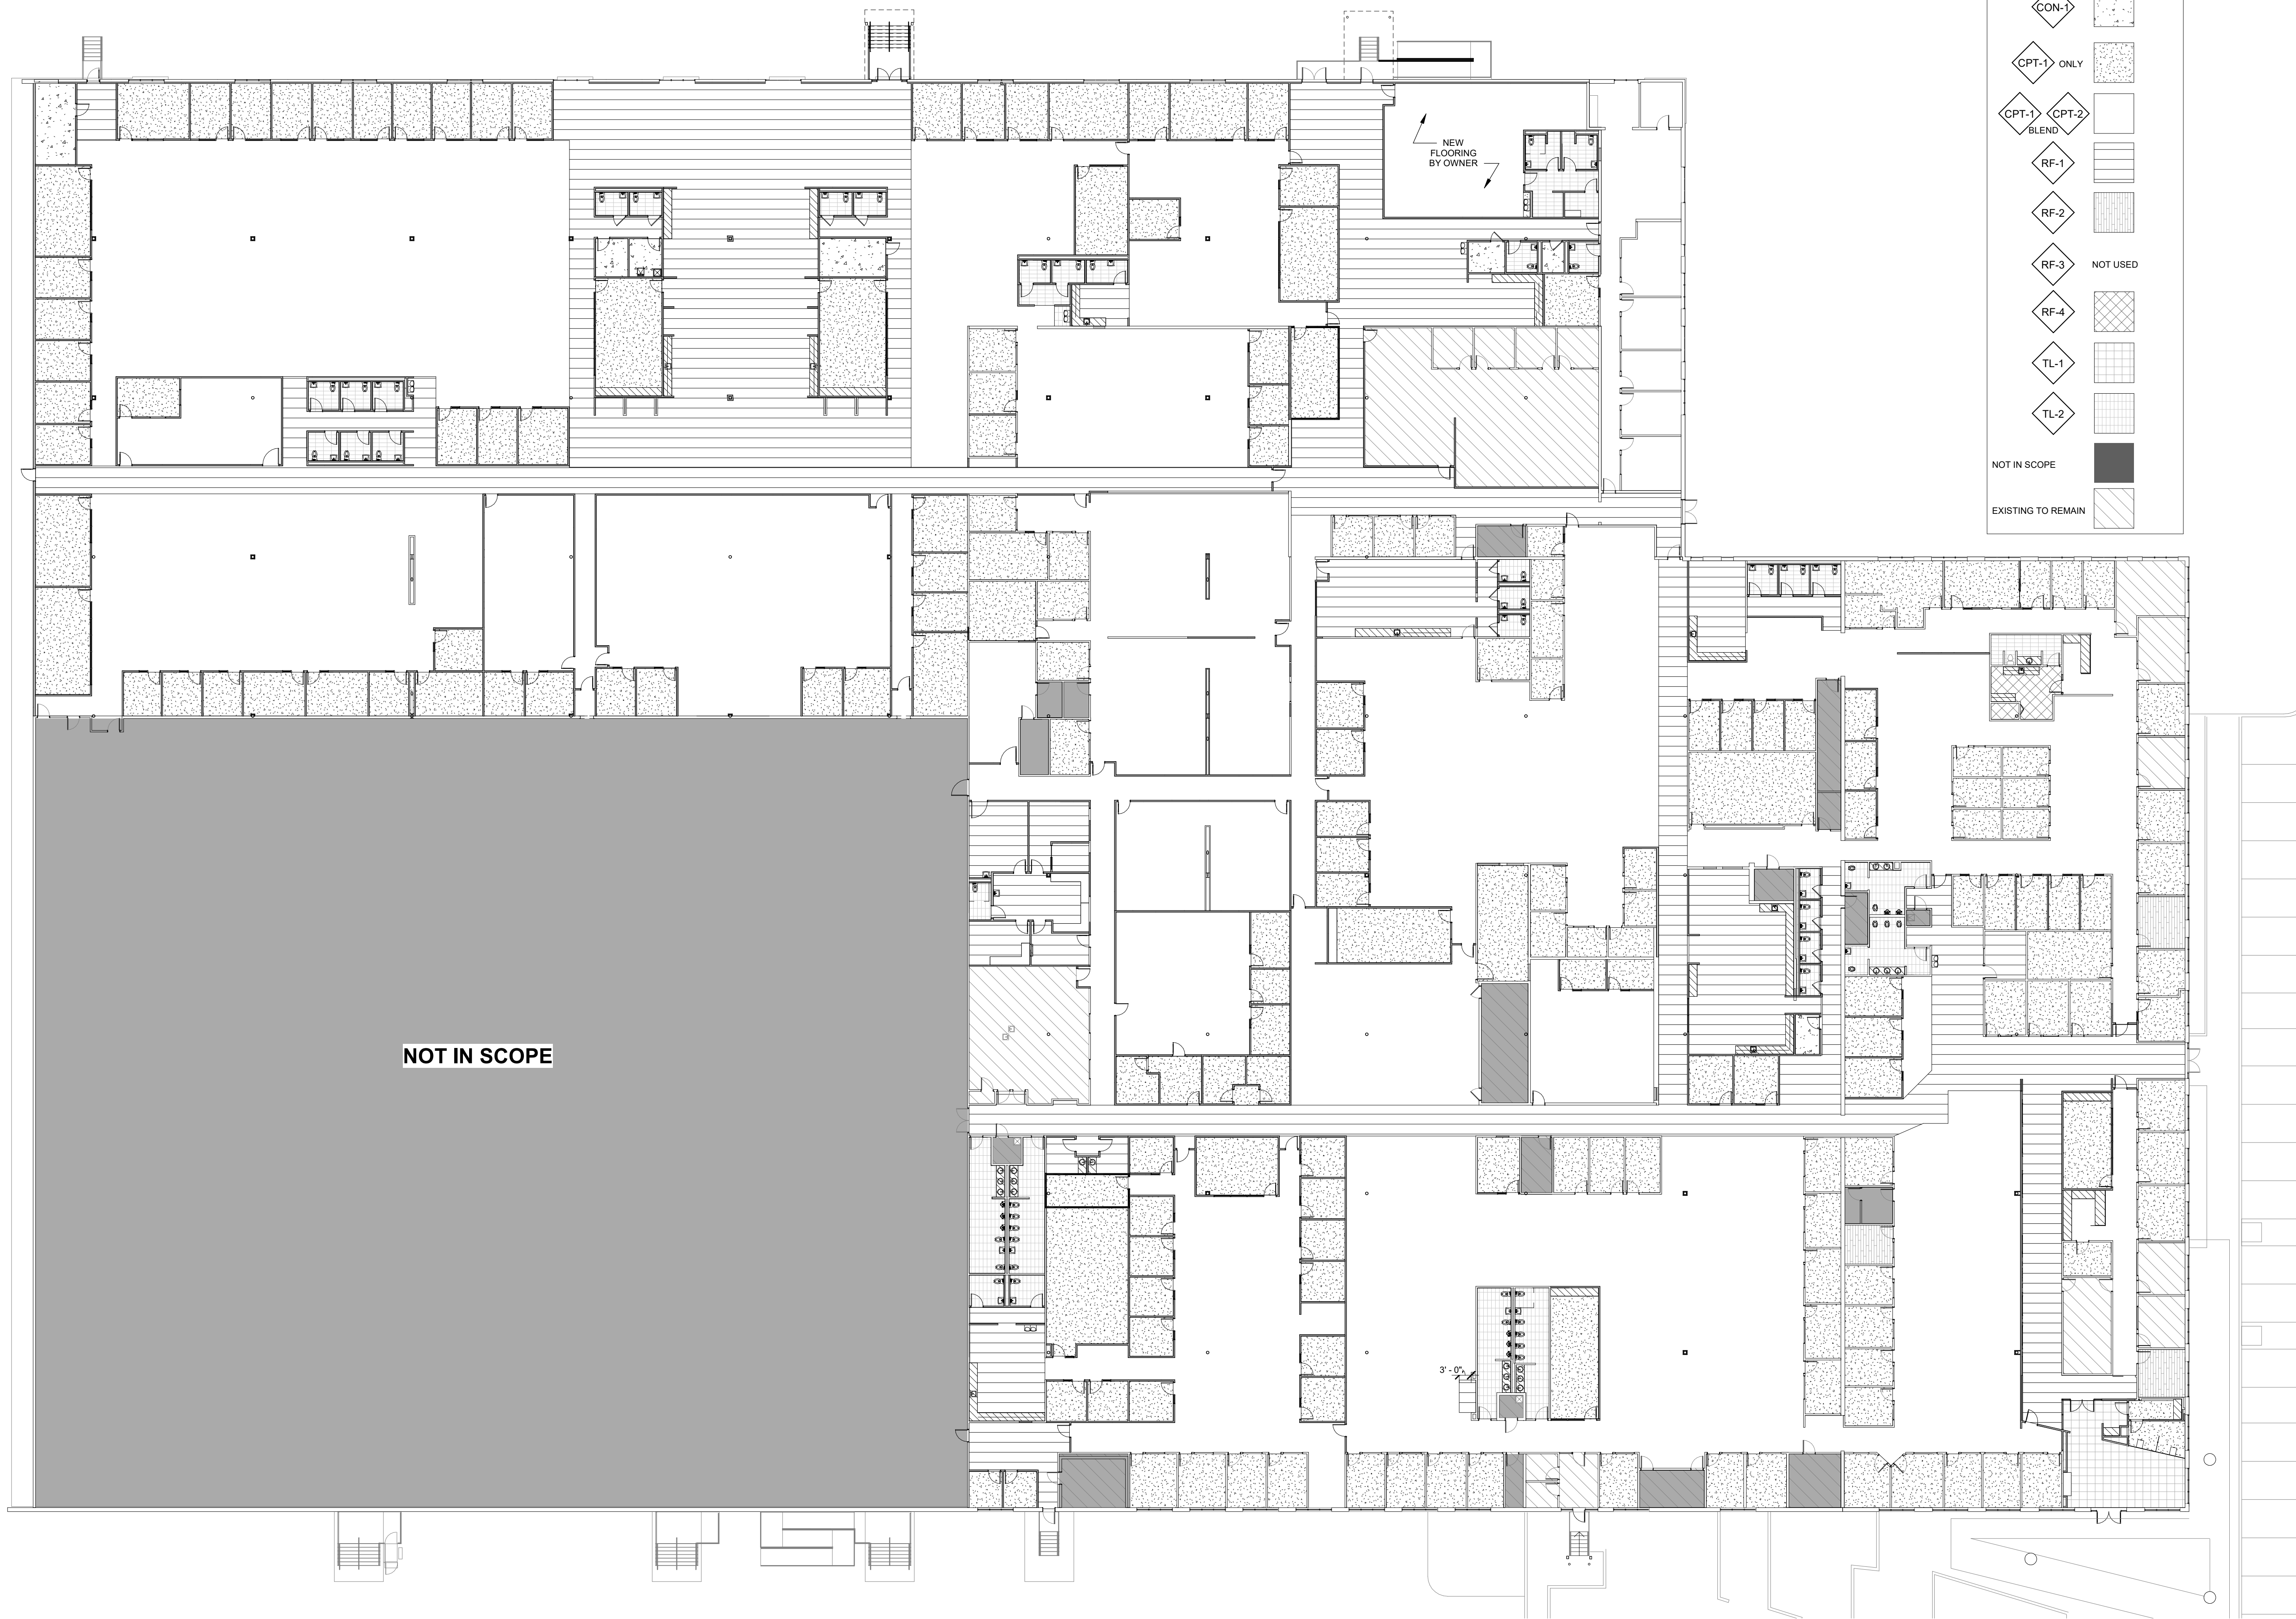 CON-1
CPT-1 ONLY
CPT-1 CPT-2
BLEND
RF-1
RF-2
RF-3 NOT USED
RF-4
TL-1
TL-2
NOT IN SCOPE
EXISTING TO REMAIN
NEW
FLOORING
BY OWNER
NOT IN SCOPE
3' - 0"